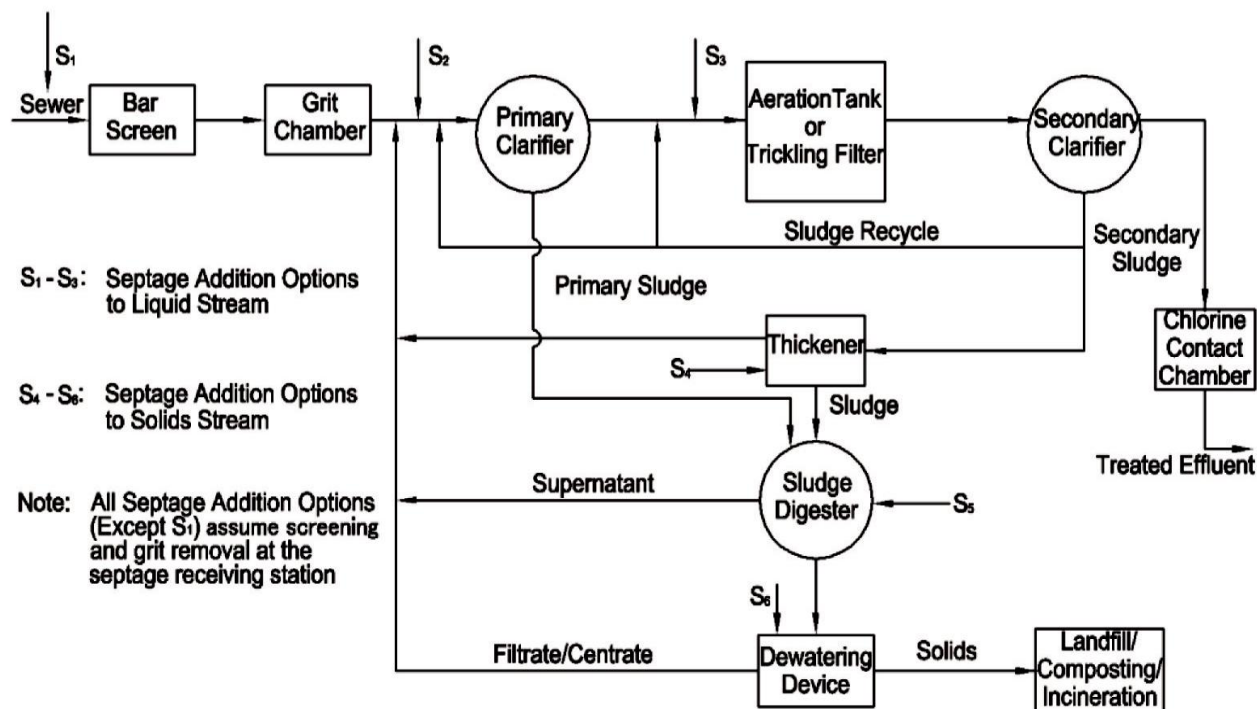 S₁
S₂
S₃
Sewer
Bar
Screen
Grit
Chamber
Primary
Clarifier
AerationTank
or
Trickling Filter
Secondary
Clarifier
Sludge Recycle
Secondary
Sludge
S₁ - S₃: Septage Addition Options
to Liquid Stream
Primary Sludge
Thickener
Chlorine
Contact
Chamber
S₄
S₄ - S₆: Septage Addition Options
to Solids Stream
Sludge
Treated Effluent
Supernatant
Sludge
Digester
S₅
Note: All Septage Addition Options
(Except S₁) assume screening
and grit removal at the
septage receiving station
S₆
Filtrate/Centrate
Dewatering
Device
Solids
Landfill/
Composting/
Incineration